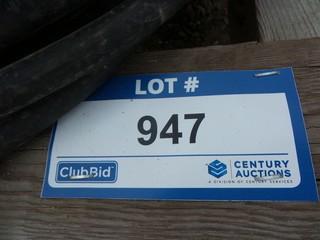 LOT #
947
ClubBid
CENTURY
AUCTIONS
A DIVISION OF CENTURY SERVICES